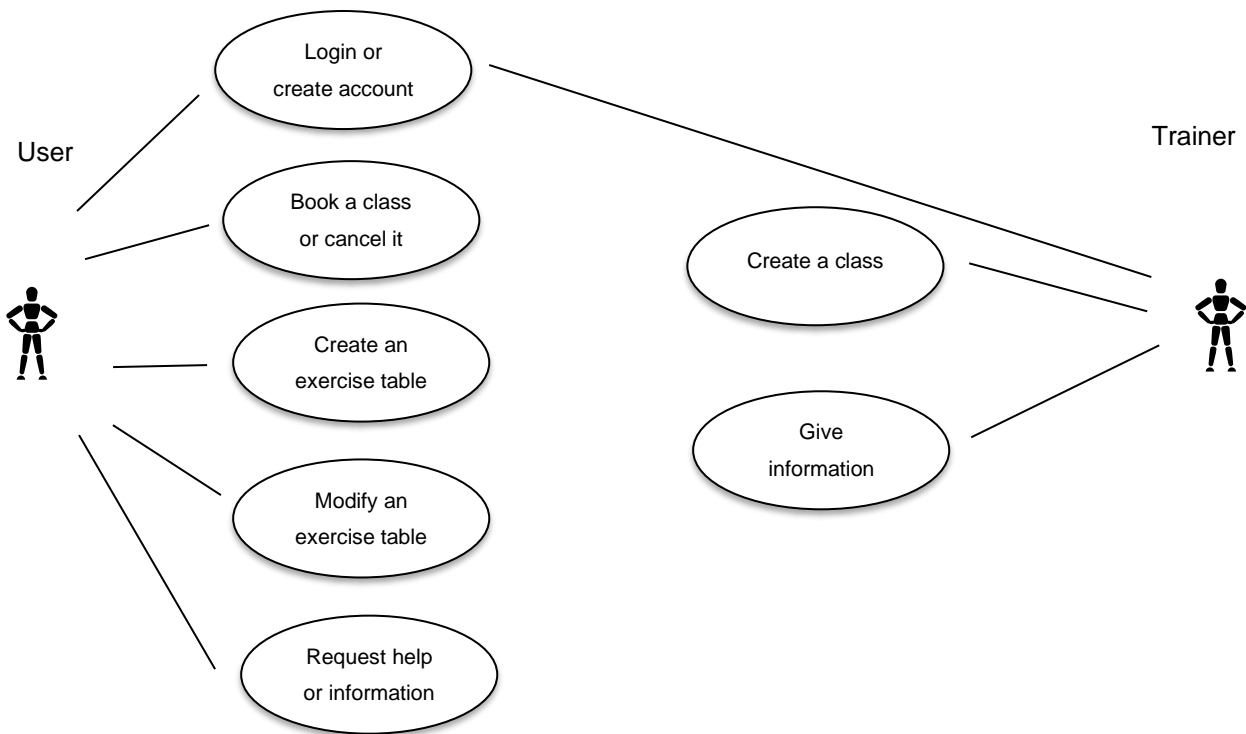 Login or
create account
User
Trainer
Book a class
or cancel it
Create a class
Create an
exercise table
Give
information
Modify an
exercise table
Request help
or information